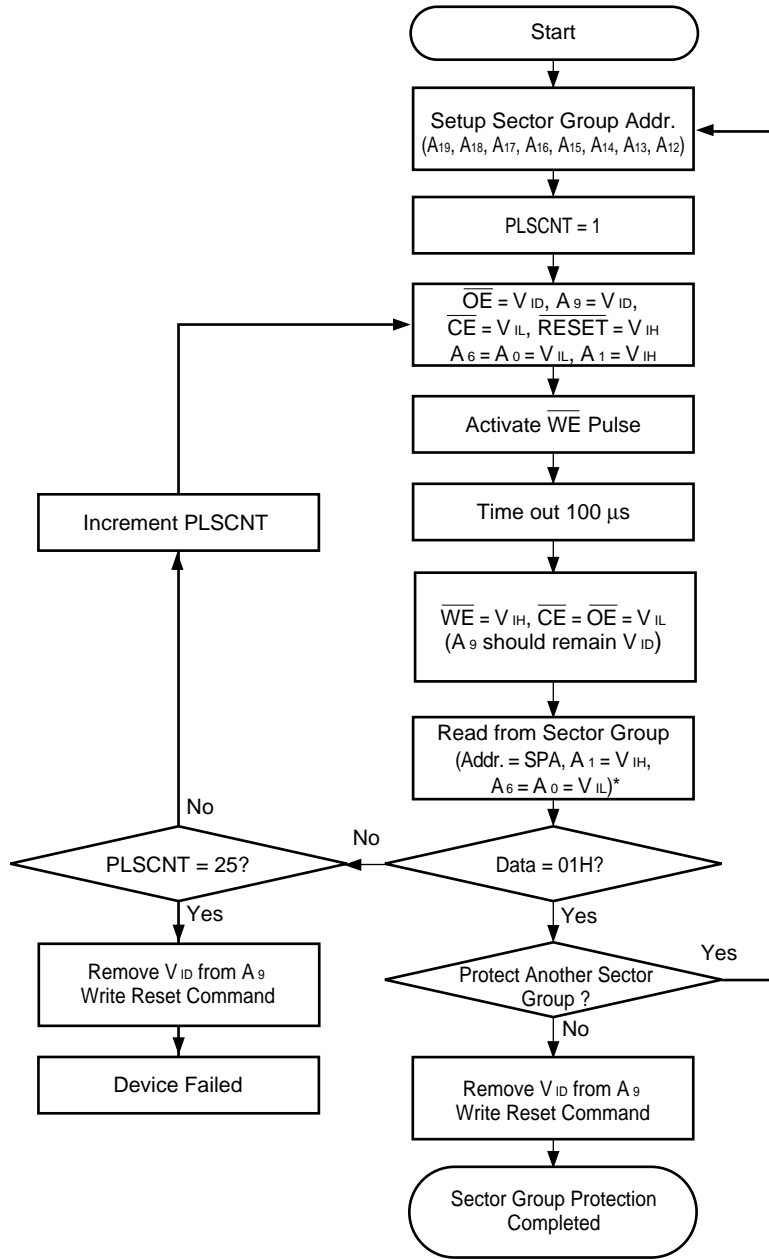 Start
Setup Sector Group Addr.
(A19, A18, A17, A16, A15, A14, A13, A12)
PLSCNT = 1
OE = VID, A9 = VID,
CE = VIL, RESET = VIH
A6 = A0 = VIL, A1 = VIH
Activate WE Pulse
Time out 100 µs
Increment PLSCNT
WE = VIH, CE = OE = VIL
(A9 should remain VID)
Read from Sector Group
(Addr. = SPA, A1 = VIH,
A6 = A0 = VIL)*
No
No
PLSCNT = 25?
Data = 01H?
Yes
Yes
Yes
Remove VID from A9
Write Reset Command
Protect Another Sector
Group ?
No
Device Failed
Remove VID from A9
Write Reset Command
Sector Group Protection
Completed